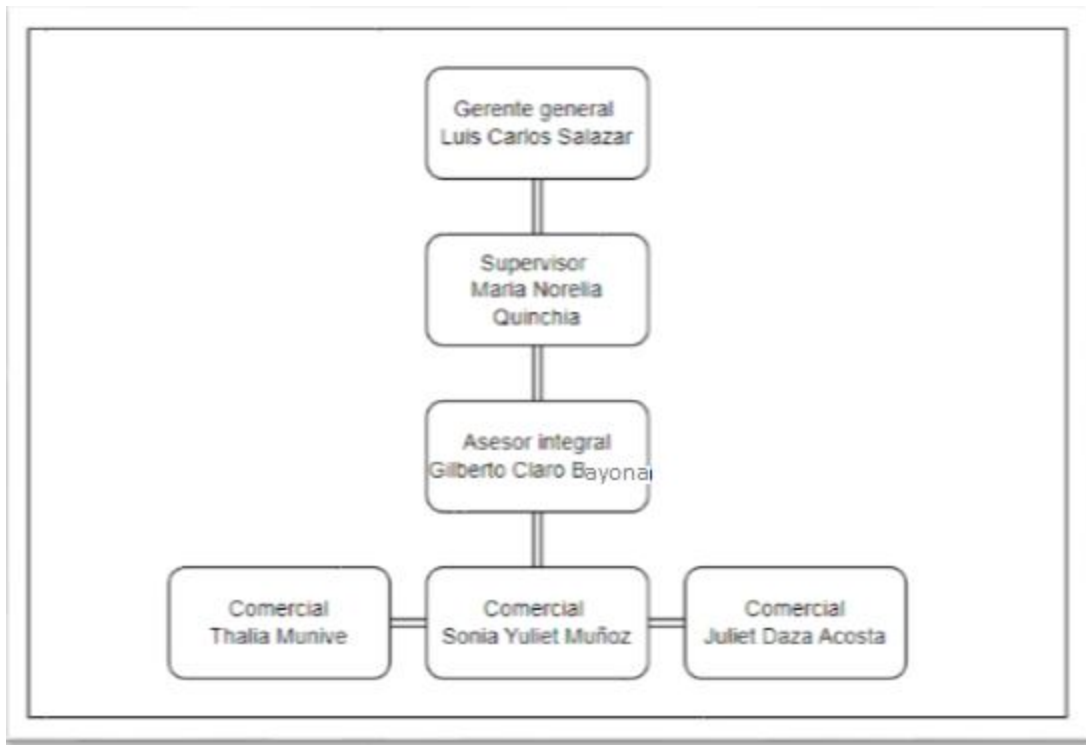 Gerente general
Luis Carlos Salazar
Supervisor
Maria Norelia
Quinchia
Asesor integral
Gilberto Claro Bayona
Comercial
Thalia Munive
Comercial
Sonia Yuliet Muñoz
Comercial
Juliet Daza Acosta